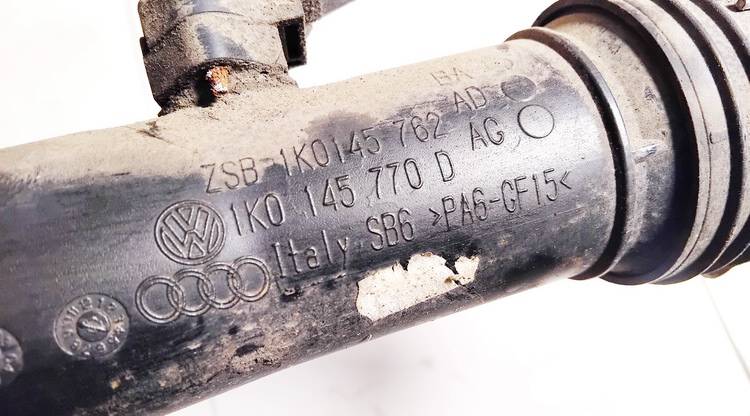 BA
ZSB-1K0145 762 AD
1K0 145 770 D AG
Italy SB6 >PA6-GF15<